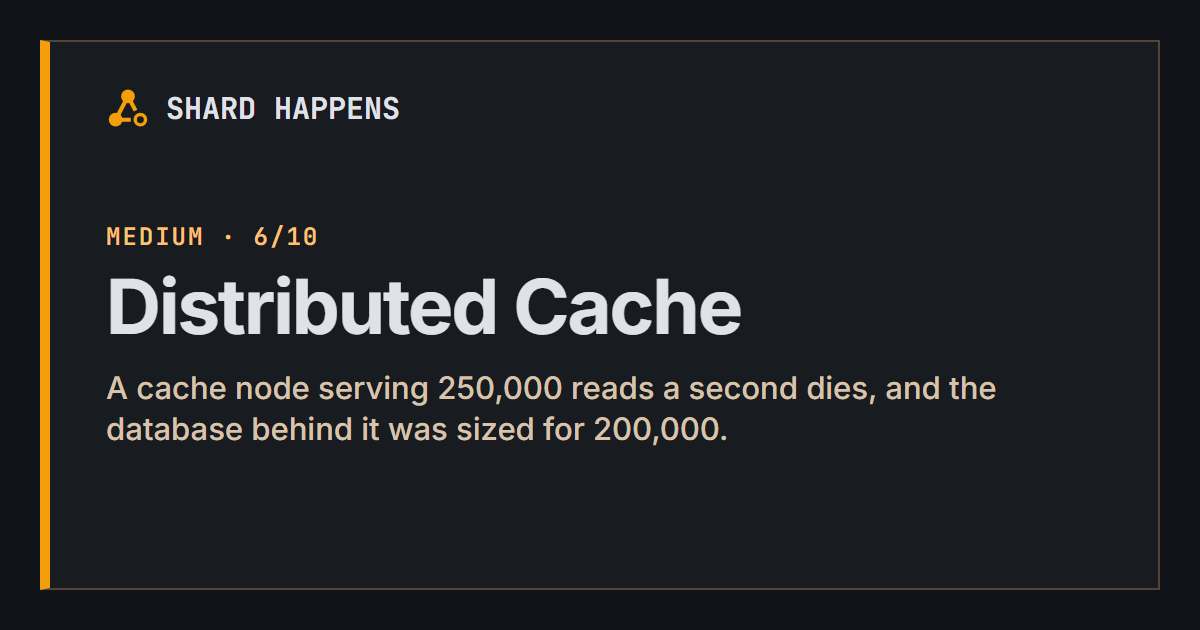 SHARD HAPPENS
MEDIUM · 6/10
Distributed Cache
A cache node serving 250,000 reads a second dies, and the
database behind it was sized for 200,000.